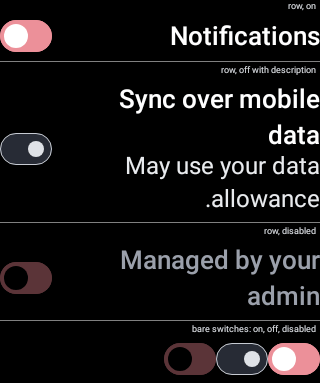 row, on
Notifications
row, off with description
Sync over mobile
data
May use your data
.allowance
row, disabled
Managed by your
admin
bare switches: on, off, disabled